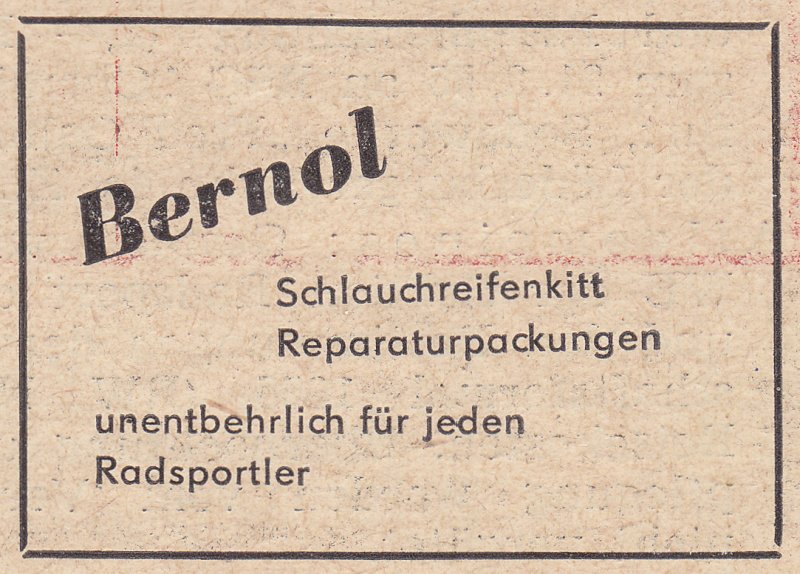 Bernol
Schlauchreifenkitt
Reparaturpackungen
unentbehrlich für jeden
Radsportler